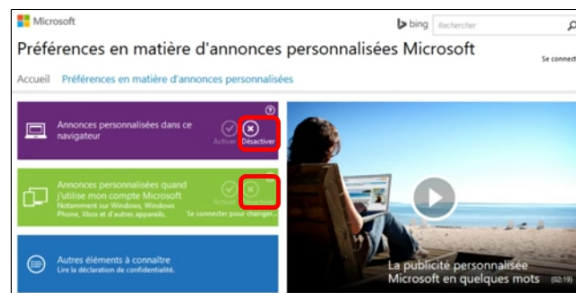 Microsoft
bing
Rechercher
Préférences en matière d'annonces personnalisées Microsoft
Se connect
Accueil Préférences en matière d'annonces personnalisées
Annonces personnalisées dans ce
navigateur
Activer Désactiver
Annonces personnalisées quand
j'utilise mon compte Microsoft
Notamment sur Windows, Windows
Phone, Xbox et d'autres appareils.
Activer Désactiver
Se connecter pour changer...
Autres éléments à connaître
Lire la déclaration de confidentialité.
La publicité personnalisée
Microsoft en quelques mots (02:19)